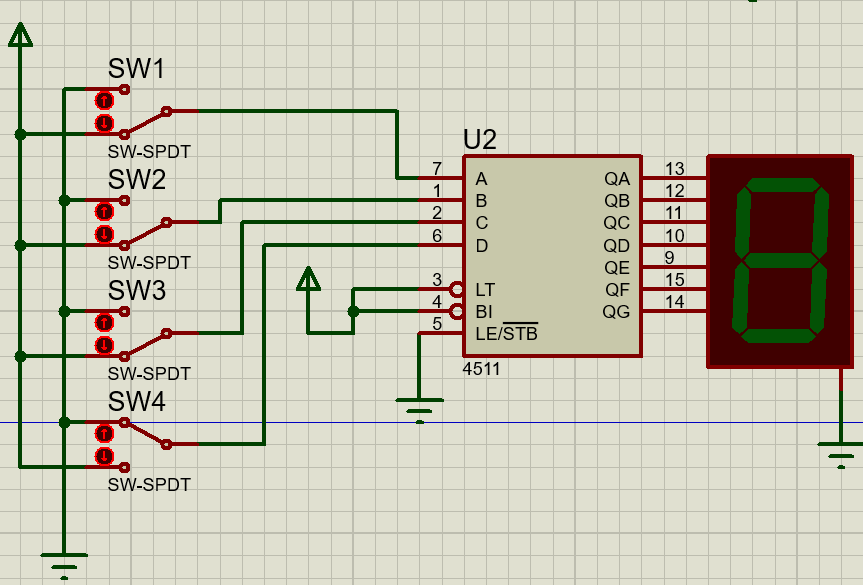 SW1
SW-SPDT
SW2
SW-SPDT
SW3
SW-SPDT
SW4
SW-SPDT
U2
7 A QA 13
1 B QB 12
2 C QC 11
6 D QD 10
QE 9
3 LT QF 15
4 BI QG 14
5 LE/STB
4511